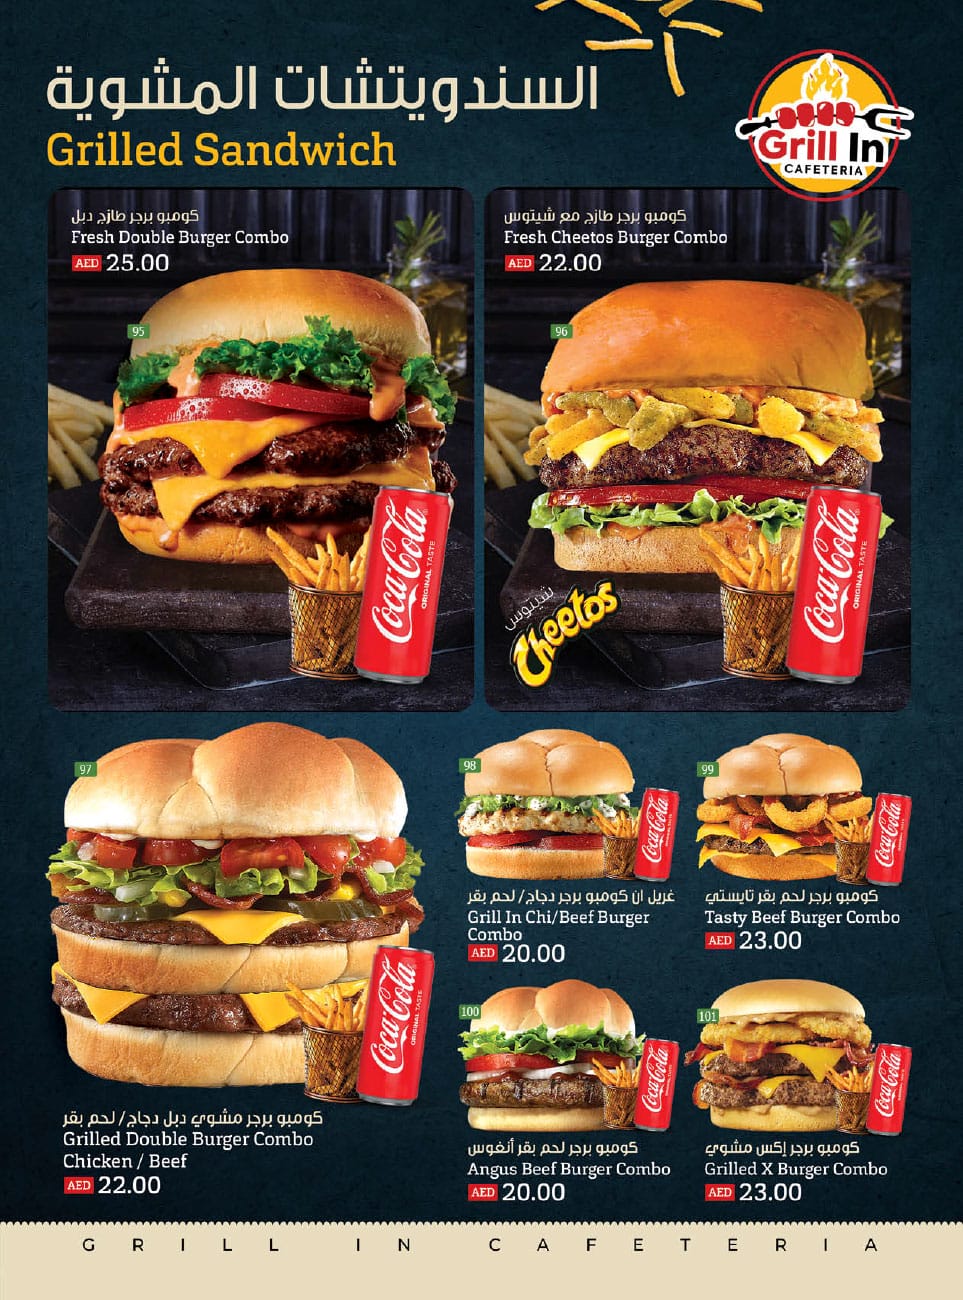 السندويتشات المشوية
Grilled Sandwich
Grill In
CAFETERIA
كومبو برجر طازج دبل
Fresh Double Burger Combo
AED 25.00
95
Coca-Cola
ORIGINAL TASTE
كومبو برجر طازج مع شيتوس
Fresh Cheetos Burger Combo
AED 22.00
96
شيتوس
Cheetos
Coca-Cola
ORIGINAL TASTE
97
Coca-Cola
ORIGINAL TASTE
كومبو برجر مشوي دبل دجاج/ لحم بقر
Grilled Double Burger Combo
Chicken / Beef
AED 22.00
98
Coca-Cola
غريل ان كومبو برجر دجاج/ لحم بقر
Grill In Chi/Beef Burger
Combo
AED 20.00
99
Coca-Cola
كومبو برجر لحم بقر تايستي
Tasty Beef Burger Combo
AED 23.00
100
Coca-Cola
كومبو برجر لحم بقر أنغوس
Angus Beef Burger Combo
AED 20.00
101
Coca-Cola
كومبو برجر إكس مشوي
Grilled X Burger Combo
AED 23.00
GRILL IN CAFETERIA